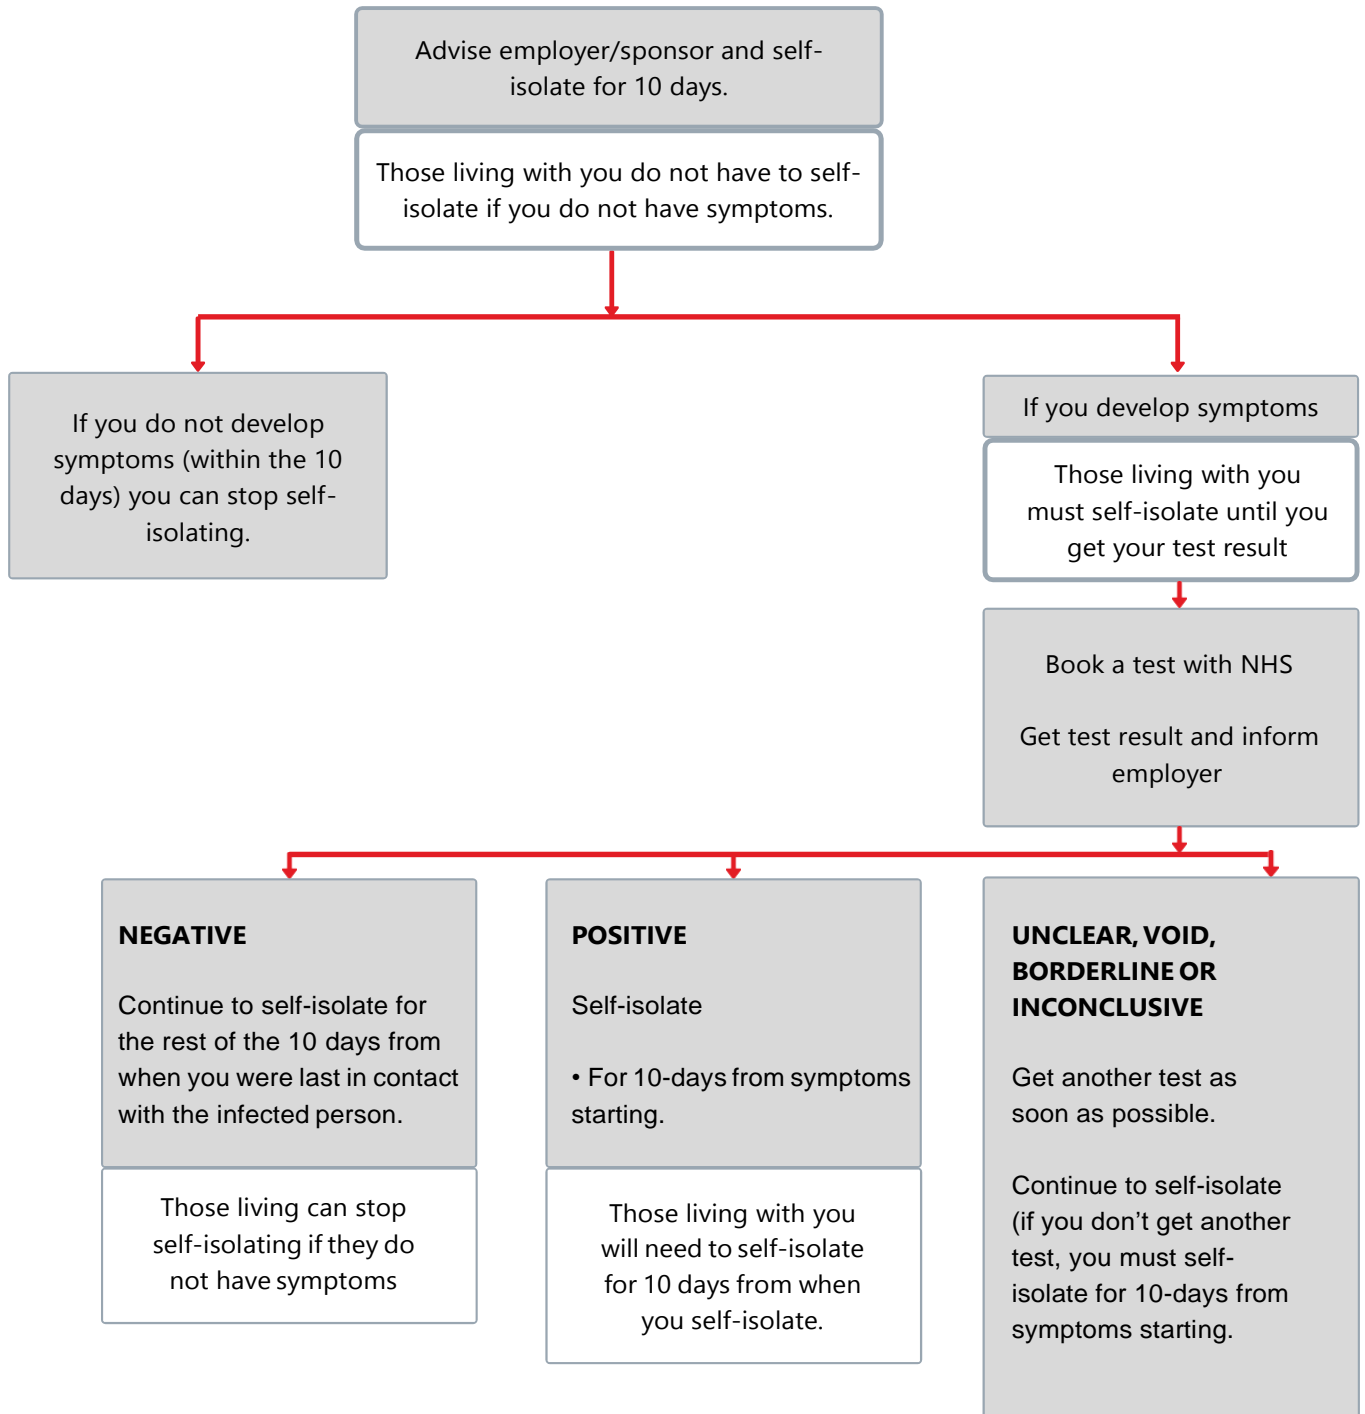 Advise employer/sponsor and self-
isolate for 10 days.
Those living with you do not have to self-
isolate if you do not have symptoms.
If you do not develop
symptoms (within the 10
days) you can stop self-
isolating.
If you develop symptoms
Those living with you
must self-isolate until you
get your test result
Book a test with NHS
Get test result and inform
employer
NEGATIVE
Continue to self-isolate for
the rest of the 10 days from
when you were last in contact
with the infected person.
Those living can stop
self-isolating if they do
not have symptoms
POSITIVE
Self-isolate
• For 10-days from symptoms
starting.
Those living with you
will need to self-isolate
for 10 days from when
you self-isolate.
UNCLEAR, VOID,
BORDERLINE OR
INCONCLUSIVE
Get another test as
soon as possible.
Continue to self-isolate
(if you don’t get another
test, you must self-
isolate for 10-days from
symptoms starting.